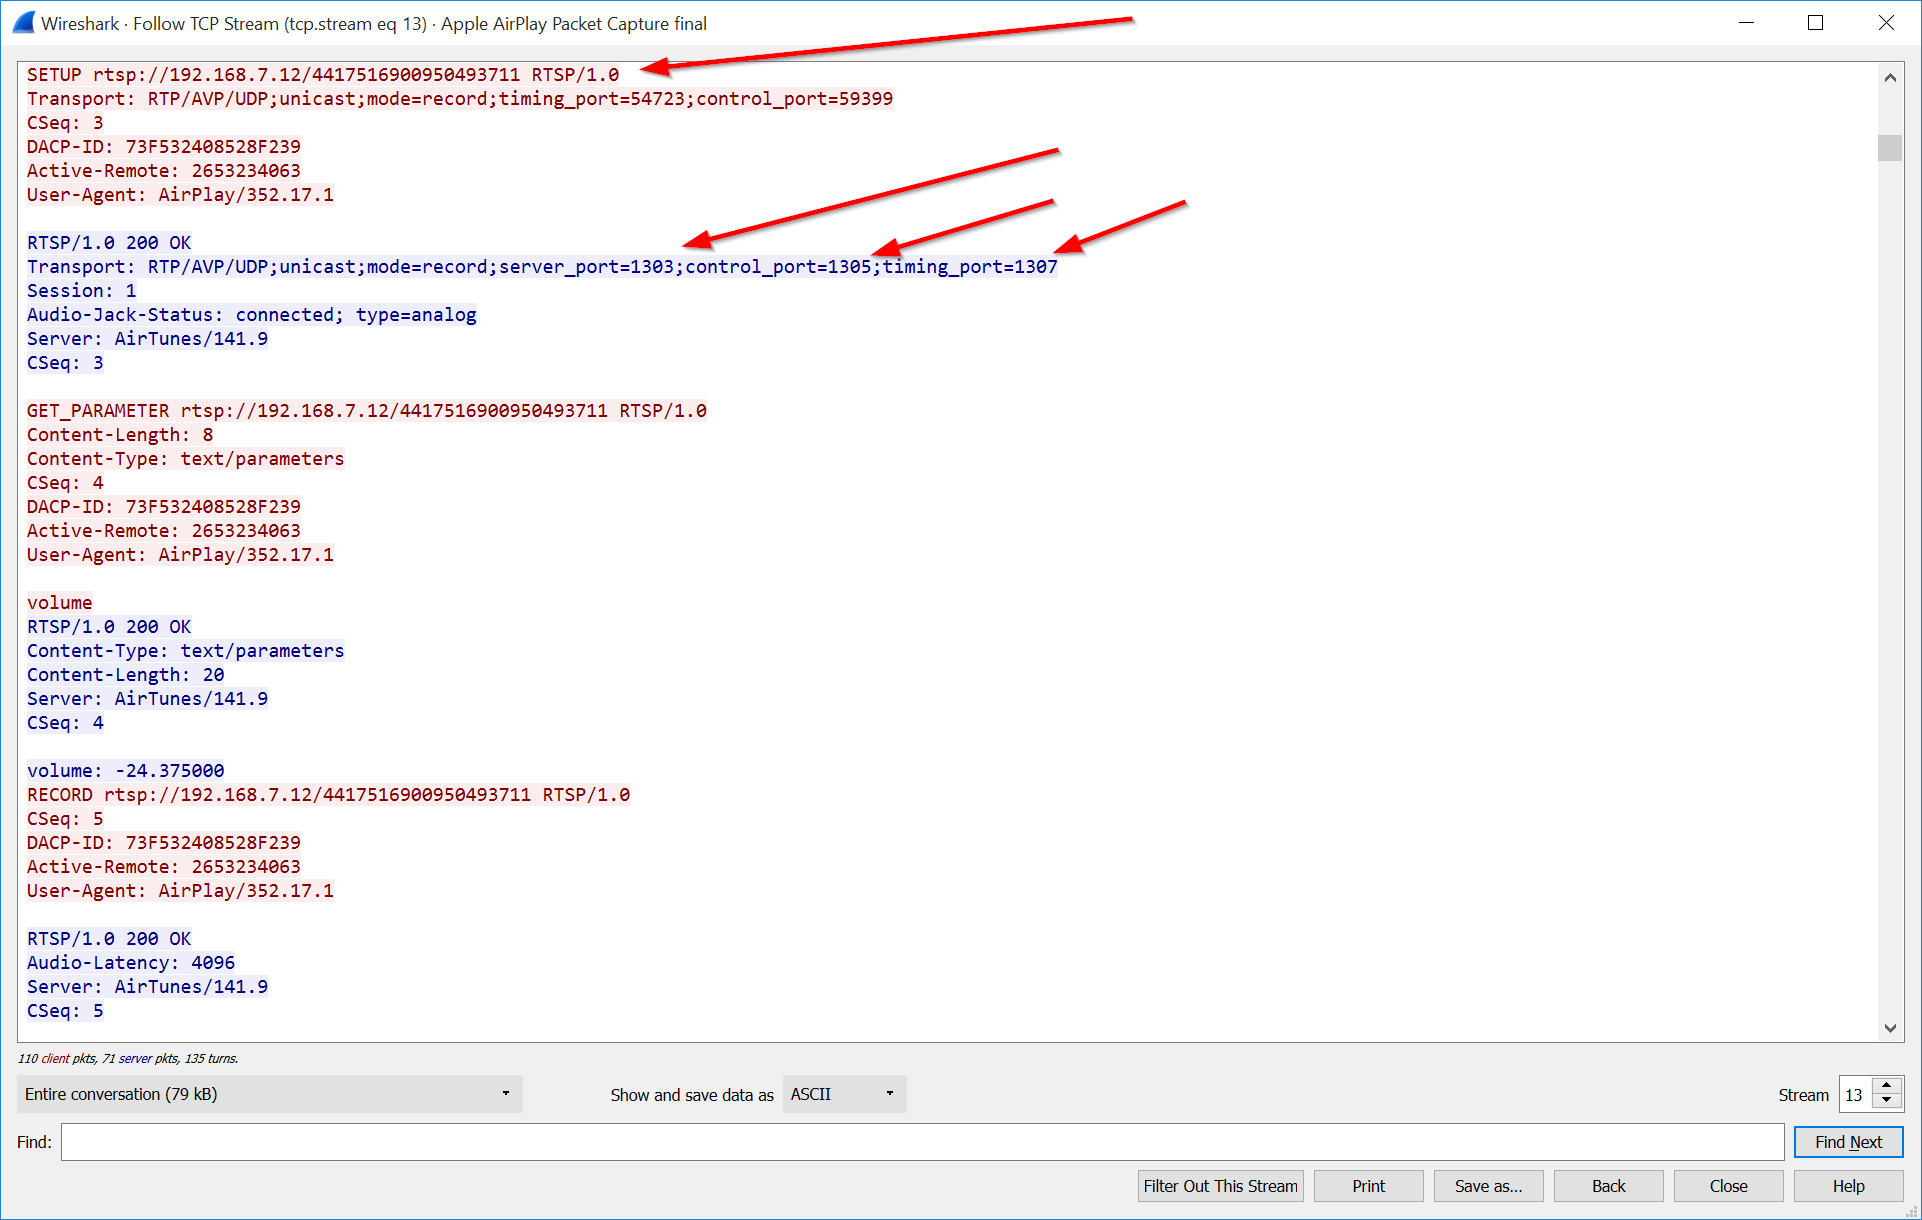 Wireshark · Follow TCP Stream (tcp.stream eq 13) · Apple AirPlay Packet Capture final
SETUP rtsp://192.168.7.12/4417516900950493711 RTSP/1.0
Transport: RTP/AVP/UDP;unicast;mode=record;timing_port=54723;control_port=59399
CSeq: 3
DACP-ID: 73F532408528F239
Active-Remote: 2653234063
User-Agent: AirPlay/352.17.1
RTSP/1.0 200 OK
Transport: RTP/AVP/UDP;unicast;mode=record;server_port=1303;control_port=1305;timing_port=1307
Session: 1
Audio-Jack-Status: connected; type=analog
Server: AirTunes/141.9
CSeq: 3
GET_PARAMETER rtsp://192.168.7.12/4417516900950493711 RTSP/1.0
Content-Length: 8
Content-Type: text/parameters
CSeq: 4
DACP-ID: 73F532408528F239
Active-Remote: 2653234063
User-Agent: AirPlay/352.17.1
volume
RTSP/1.0 200 OK
Content-Type: text/parameters
Content-Length: 20
Server: AirTunes/141.9
CSeq: 4
volume: -24.375000
RECORD rtsp://192.168.7.12/4417516900950493711 RTSP/1.0
CSeq: 5
DACP-ID: 73F532408528F239
Active-Remote: 2653234063
User-Agent: AirPlay/352.17.1
RTSP/1.0 200 OK
Audio-Latency: 4096
Server: AirTunes/141.9
CSeq: 5
110 client pkts, 71 server pkts, 135 turns.
Entire conversation (79 kB) Show and save data as ASCII Stream 13
Find: Find Next
Filter Out This Stream Print Save as... Back Close Help